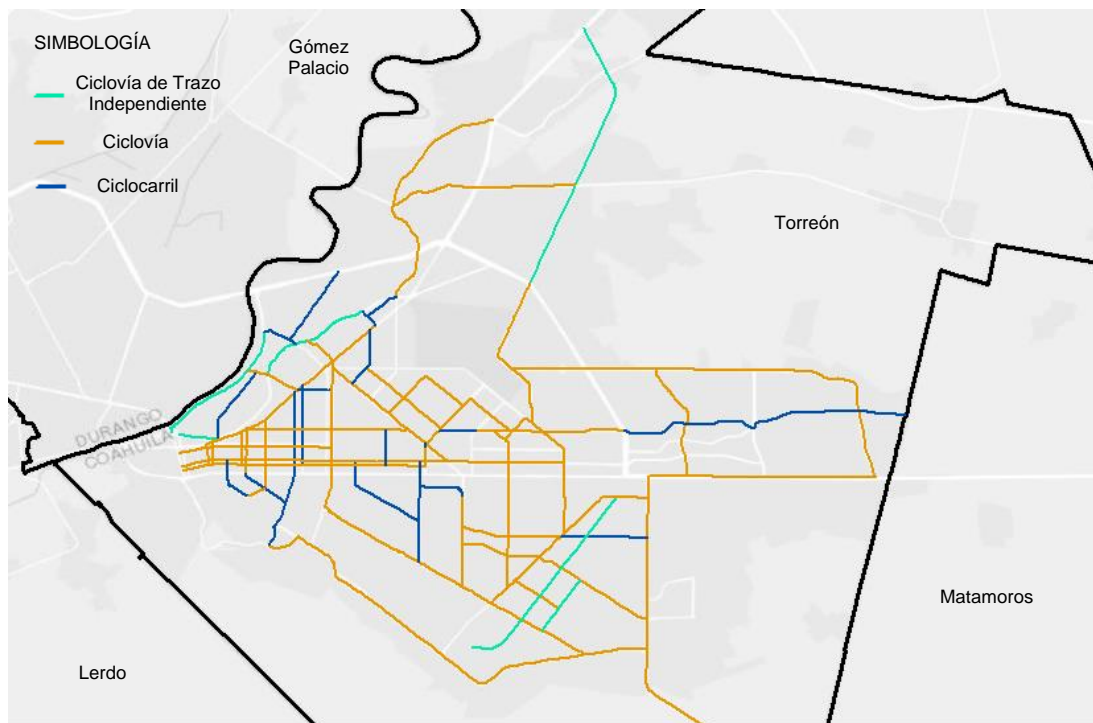 SIMBOLOGÍA
Ciclovía de Trazo
Independiente
Ciclovía
Ciclocarril
Gómez
Palacio
Torreón
DURANGO
COAHUILA
Matamoros
Lerdo